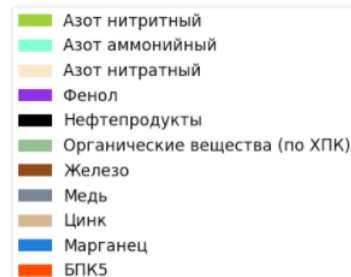 Азот нитритный
Азот аммонийный
Азот нитратный
Фенол
Нефтепродукты
Органические вещества (по ХПК)
Железо
Медь
Цинк
Марганец
БПК5